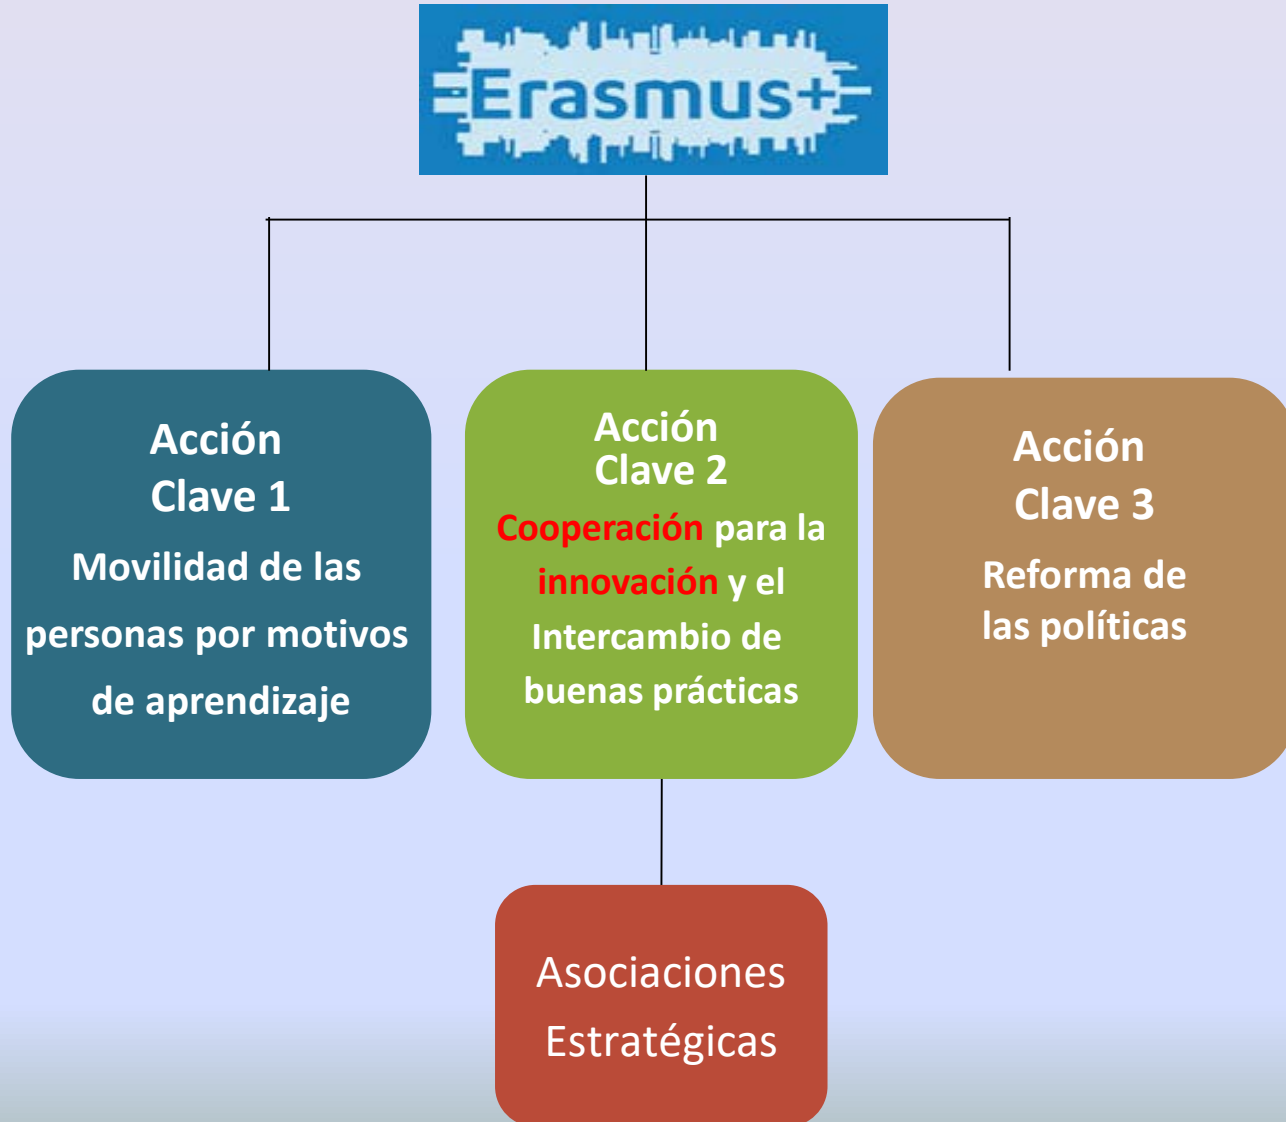 Erasmus+
Acción
Clave 1
Movilidad de las
personas por motivos
de aprendizaje
Acción
Clave 2
Cooperación para la
innovación y el
Intercambio de
buenas prácticas
Acción
Clave 3
Reforma de
las políticas
Asociaciones
Estratégicas